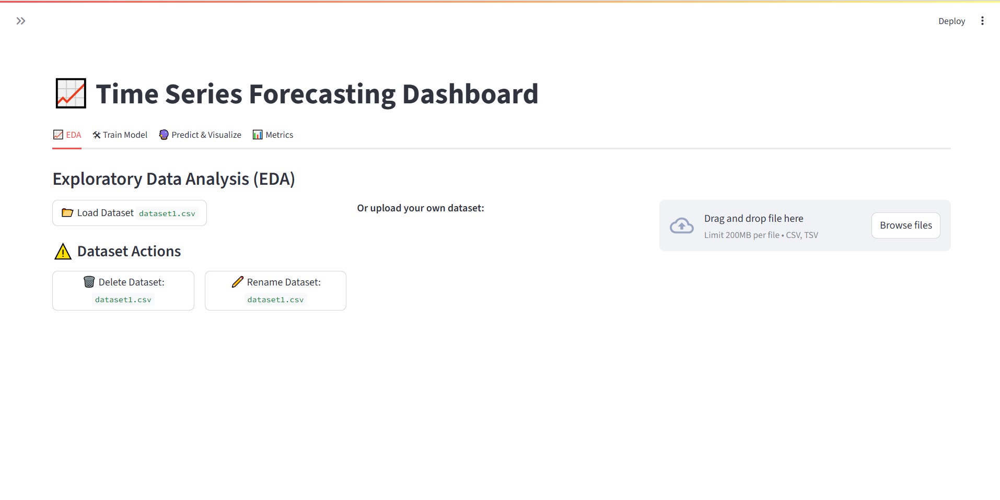 Deploy
Time Series Forecasting Dashboard
EDA
Train Model
Predict & Visualize
Metrics
Exploratory Data Analysis (EDA)
Load Dataset dataset1.csv
Or upload your own dataset:
Drag and drop file here
Limit 200MB per file • CSV, TSV
Browse files
Dataset Actions
Delete Dataset:
dataset1.csv
Rename Dataset:
dataset1.csv